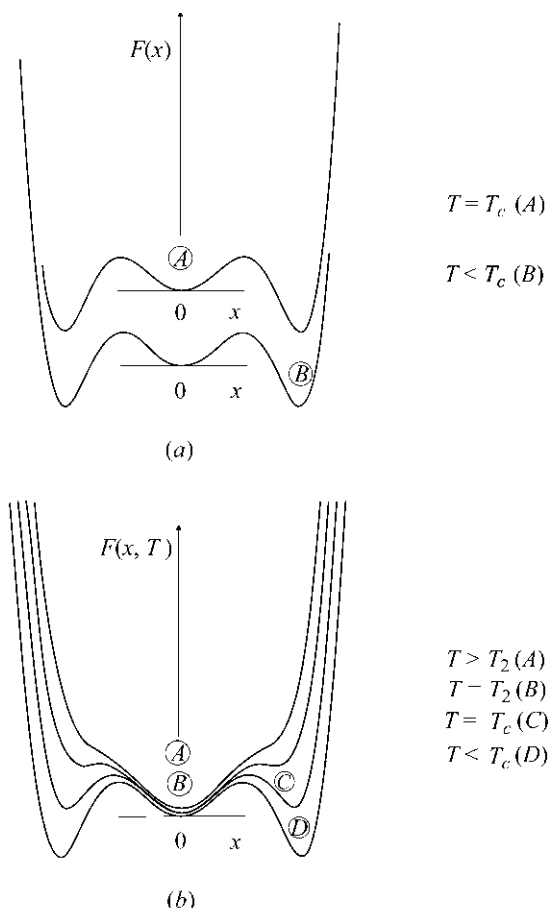 F(x)
T = T_c (A)
A
T < T_c (B)
0 x
B
0 x
(a)
F(x, T)
T > T_2 (A)
T − T_2 (B)
T = T_c (C)
T < T_c (D)
A
B
C
D
0 x
(b)